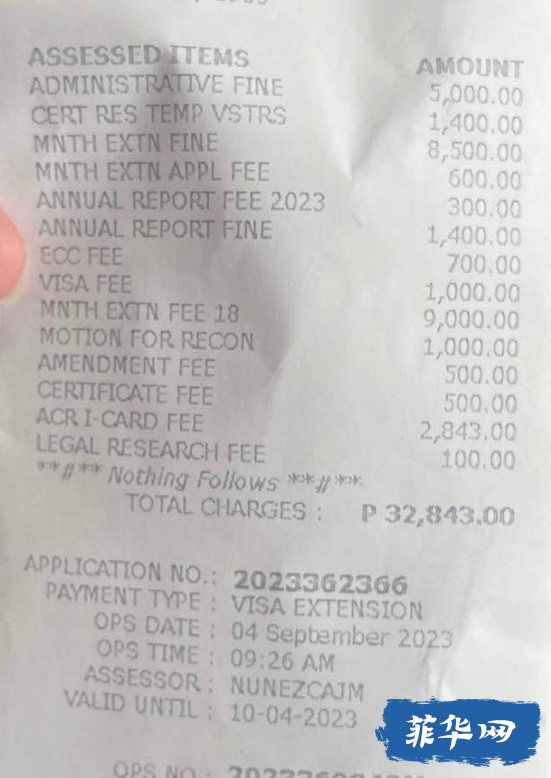 ASSESSED ITEMS AMOUNT
ADMINISTRATIVE FINE 5,000.00
CERT RES TEMP VSTRS 1,400.00
MNTH EXTN FINE 8,500.00
MNTH EXTN APPL FEE 600.00
ANNUAL REPORT FEE 2023 300.00
ANNUAL REPORT FINE 1,400.00
ECC FEE 700.00
VISA FEE 1,000.00
MNTH EXTN FEE 18 9,000.00
MOTION FOR RECON 1,000.00
AMENDMENT FEE 500.00
CERTIFICATE FEE 500.00
ACR I-CARD FEE 2,843.00
LEGAL RESEARCH FEE 100.00
**#** Nothing Follows **#**
TOTAL CHARGES : P 32,843.00
APPLICATION NO.: 2023362366
PAYMENT TYPE : VISA EXTENSION
OPS DATE : 04 September 2023
OPS TIME : 09:26 AM
ASSESSOR : NUNEZCAJM
VALID UNTIL : 10-04-2023
OPS NO :
菲华网